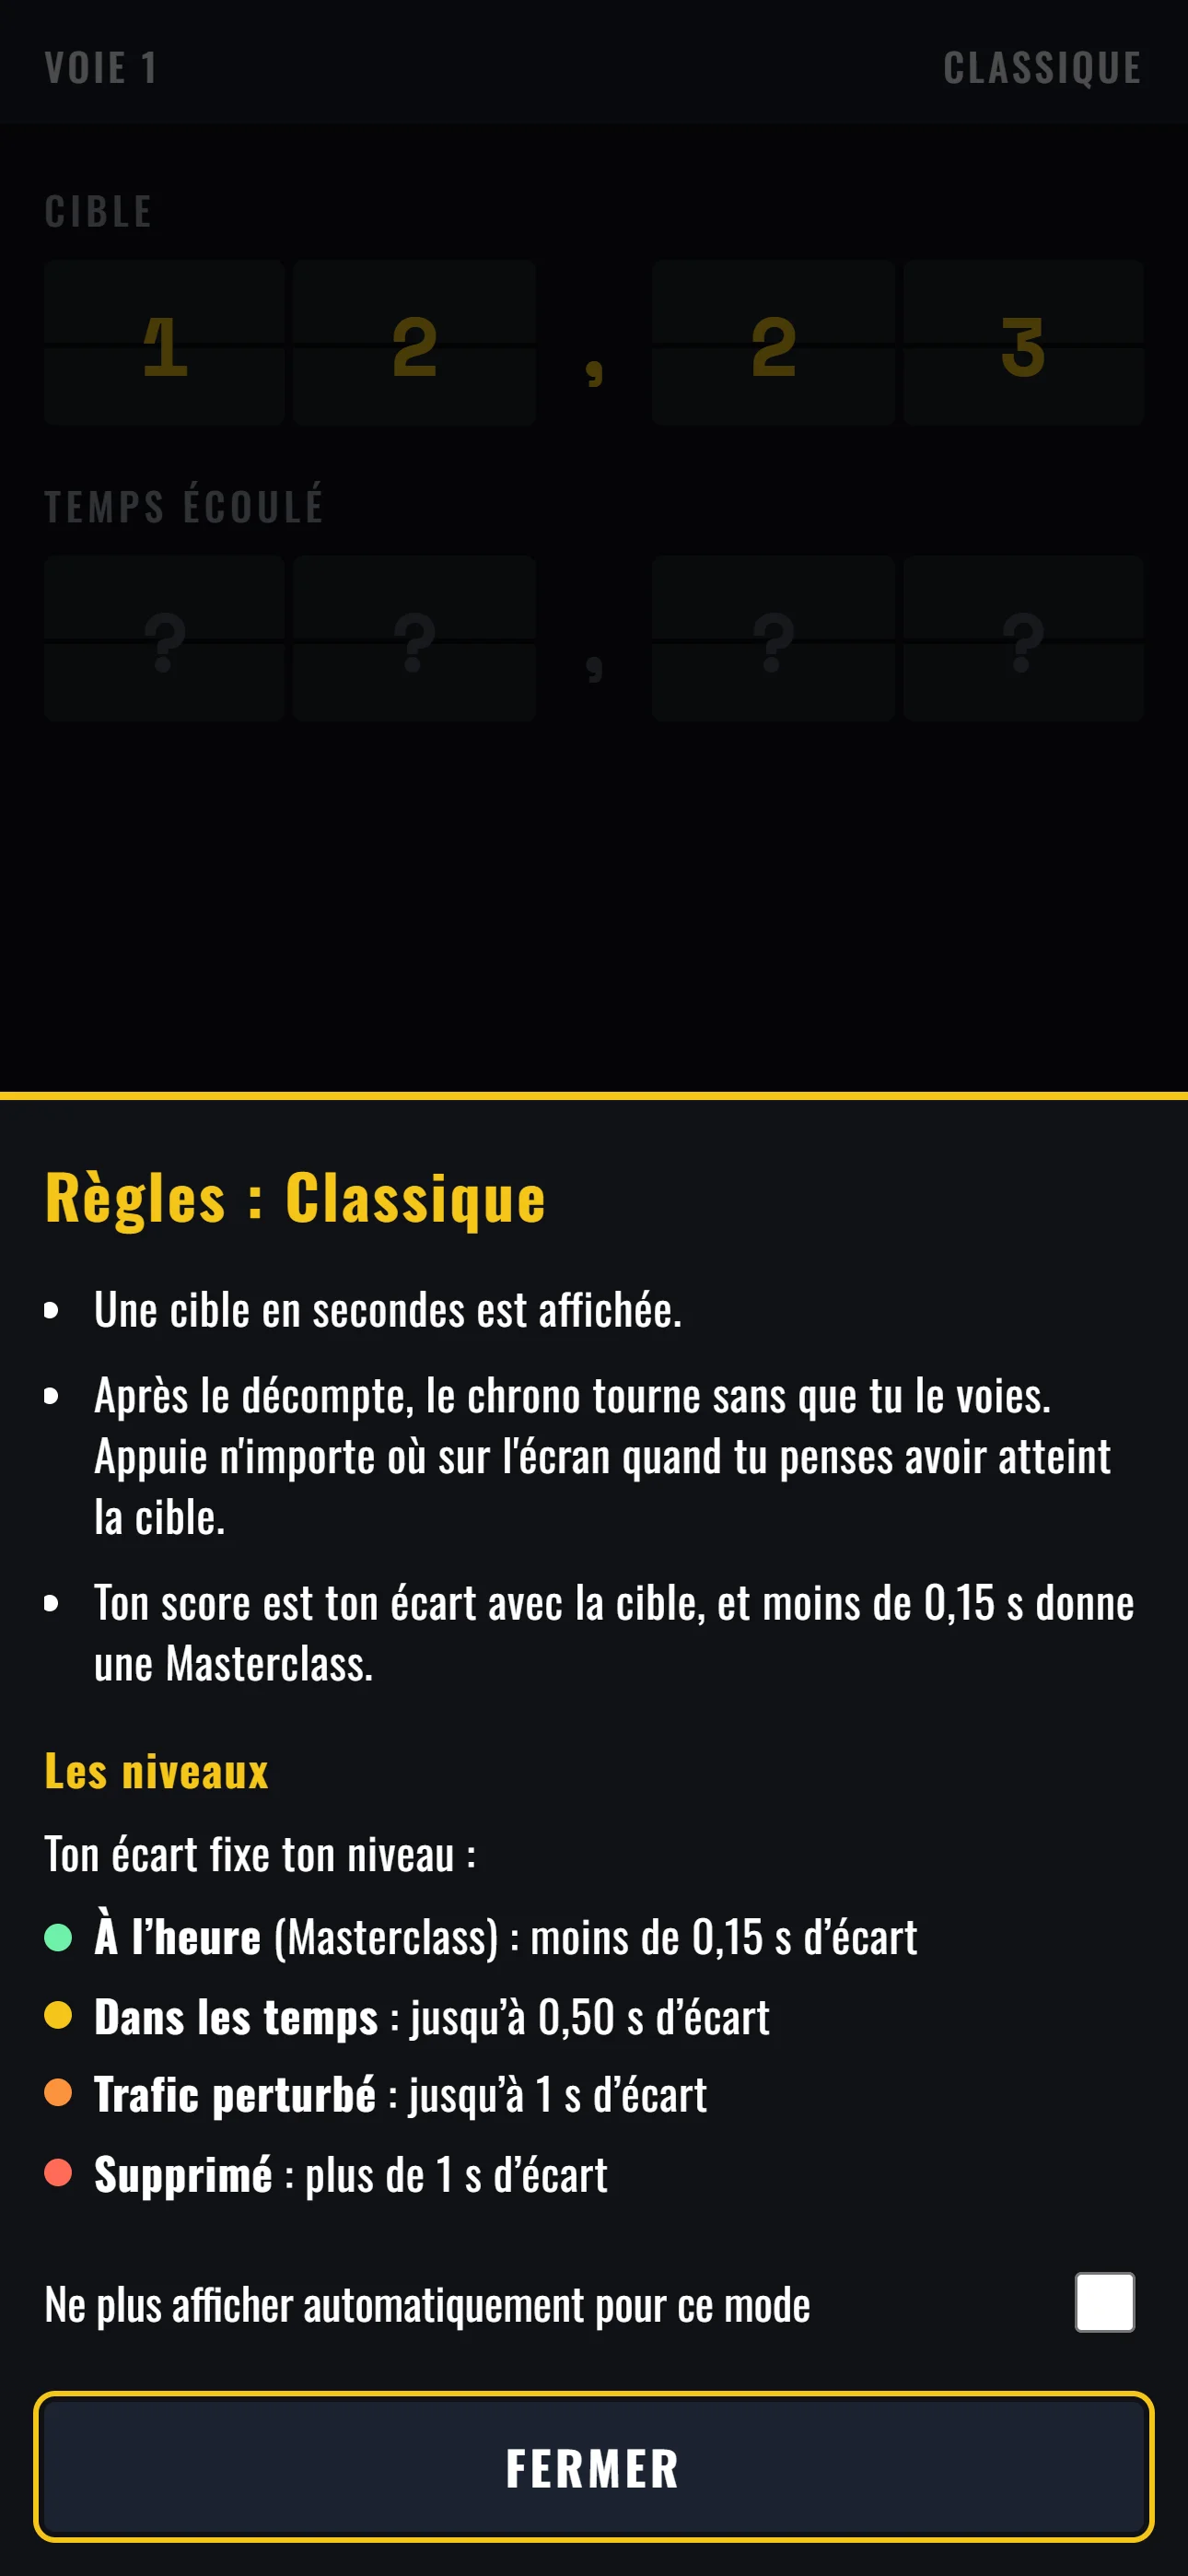 VOIE 1 CLASSIQUE
CIBLE
1 2 , 2 3
TEMPS ÉCOULÉ
? ? , ? ?
Règles : Classique
• Une cible en secondes est affichée.
• Après le décompte, le chrono tourne sans que tu le voies.
Appuie n'importe où sur l'écran quand tu penses avoir atteint
la cible.
• Ton score est ton écart avec la cible, et moins de 0,15 s donne
une Masterclass.
Les niveaux
Ton écart fixe ton niveau :
À l’heure (Masterclass) : moins de 0,15 s d’écart
Dans les temps : jusqu’à 0,50 s d’écart
Trafic perturbé : jusqu’à 1 s d’écart
Supprimé : plus de 1 s d’écart
Ne plus afficher automatiquement pour ce mode
FERMER